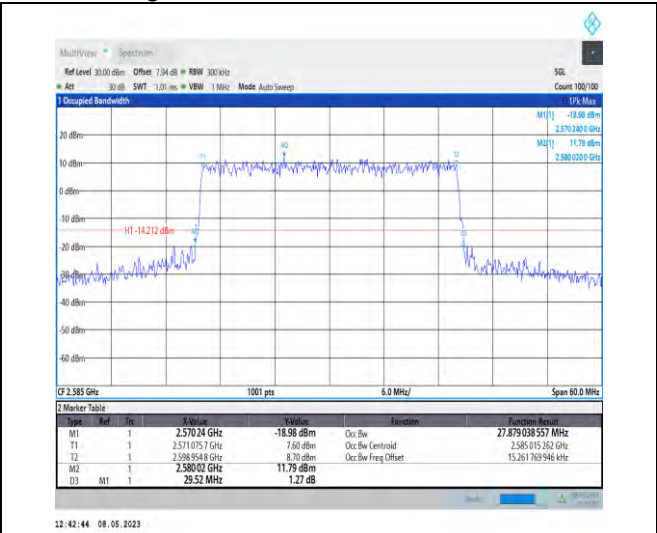 MultiView Spectrum
Ref Level 30.00 dBm Offset 7.94 dB RBW 300 kHz SGL
Att 30 dB SWT 1.01 ms VBW 1 MHz Mode Auto Sweep Count 100/100
1 Occupied Bandwidth 1Pk Max
M1[1] -18.98 dBm
2.570 240 0 GHz
M2[1] 11.79 dBm
2.580 020 0 GHz
20 dBm
M2
T1 T2
10 dBm
0 dBm
-10 dBm
H1 -14.212 dBm
-20 dBm
-30 dBm
-40 dBm
-50 dBm
-60 dBm
CF 2.585 GHz 1001 pts 6.0 MHz/ Span 60.0 MHz
2 Marker Table
Type Ref Trc X-Value Y-Value Function Function Result
M1 1 2.570 24 GHz -18.98 dBm Occ Bw 27.879 038 557 MHz
T1 1 2.571 075 7 GHz 7.60 dBm Occ Bw Centroid 2.585 015 262 GHz
T2 1 2.598 954 8 GHz 8.70 dBm Occ Bw Freq Offset 15.261 769 946 kHz
M2 1 2.580 02 GHz 11.79 dBm
D3 M1 1 29.52 MHz 1.27 dB
12:42:44 08.05.2023